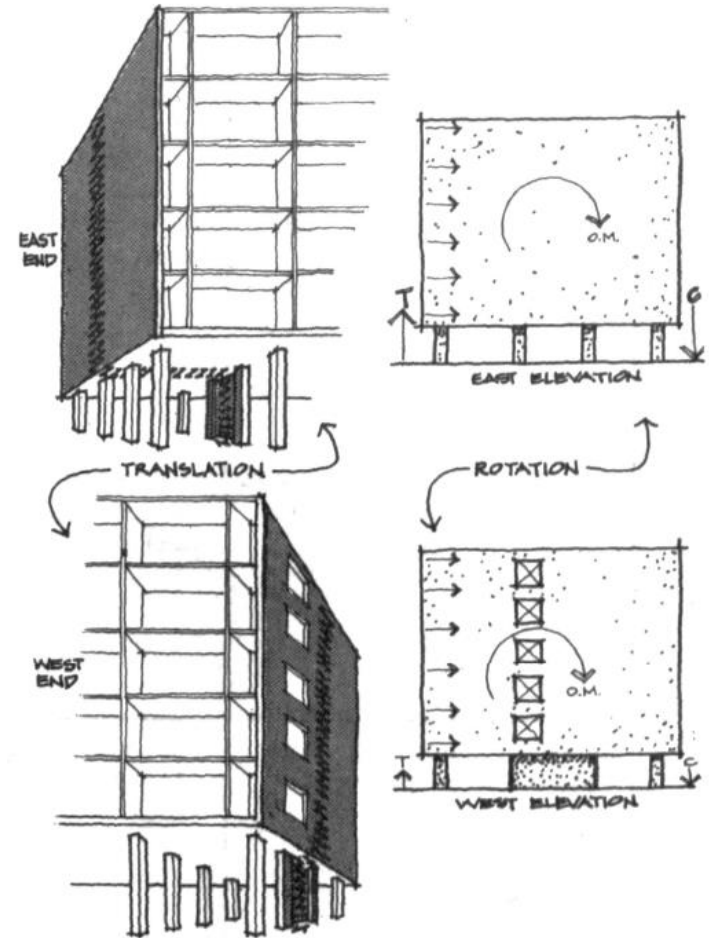 EAST
END
O.M.
T
C
EAST ELEVATION
TRANSLATION
ROTATION
WEST
END
O.M.
T
C
WEST ELEVATION